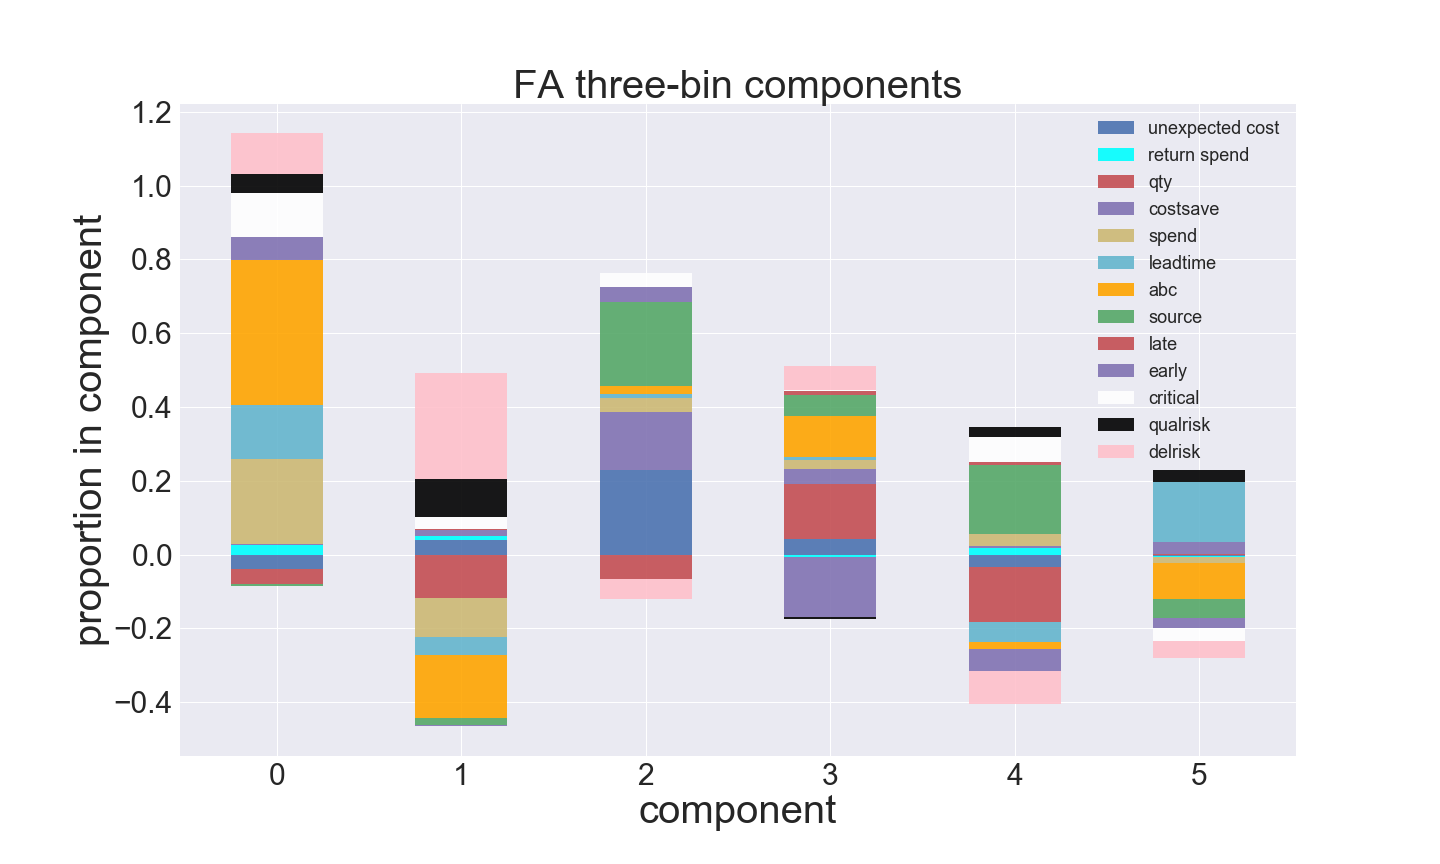 FA three-bin components
1.2
1.0
0.8
0.6
0.4
0.2
0.0
−0.2
−0.4
proportion in component
unexpected cost
return spend
qty
costsave
spend
leadtime
abc
source
late
early
critical
qualrisk
delrisk
0 1 2 3 4 5
component